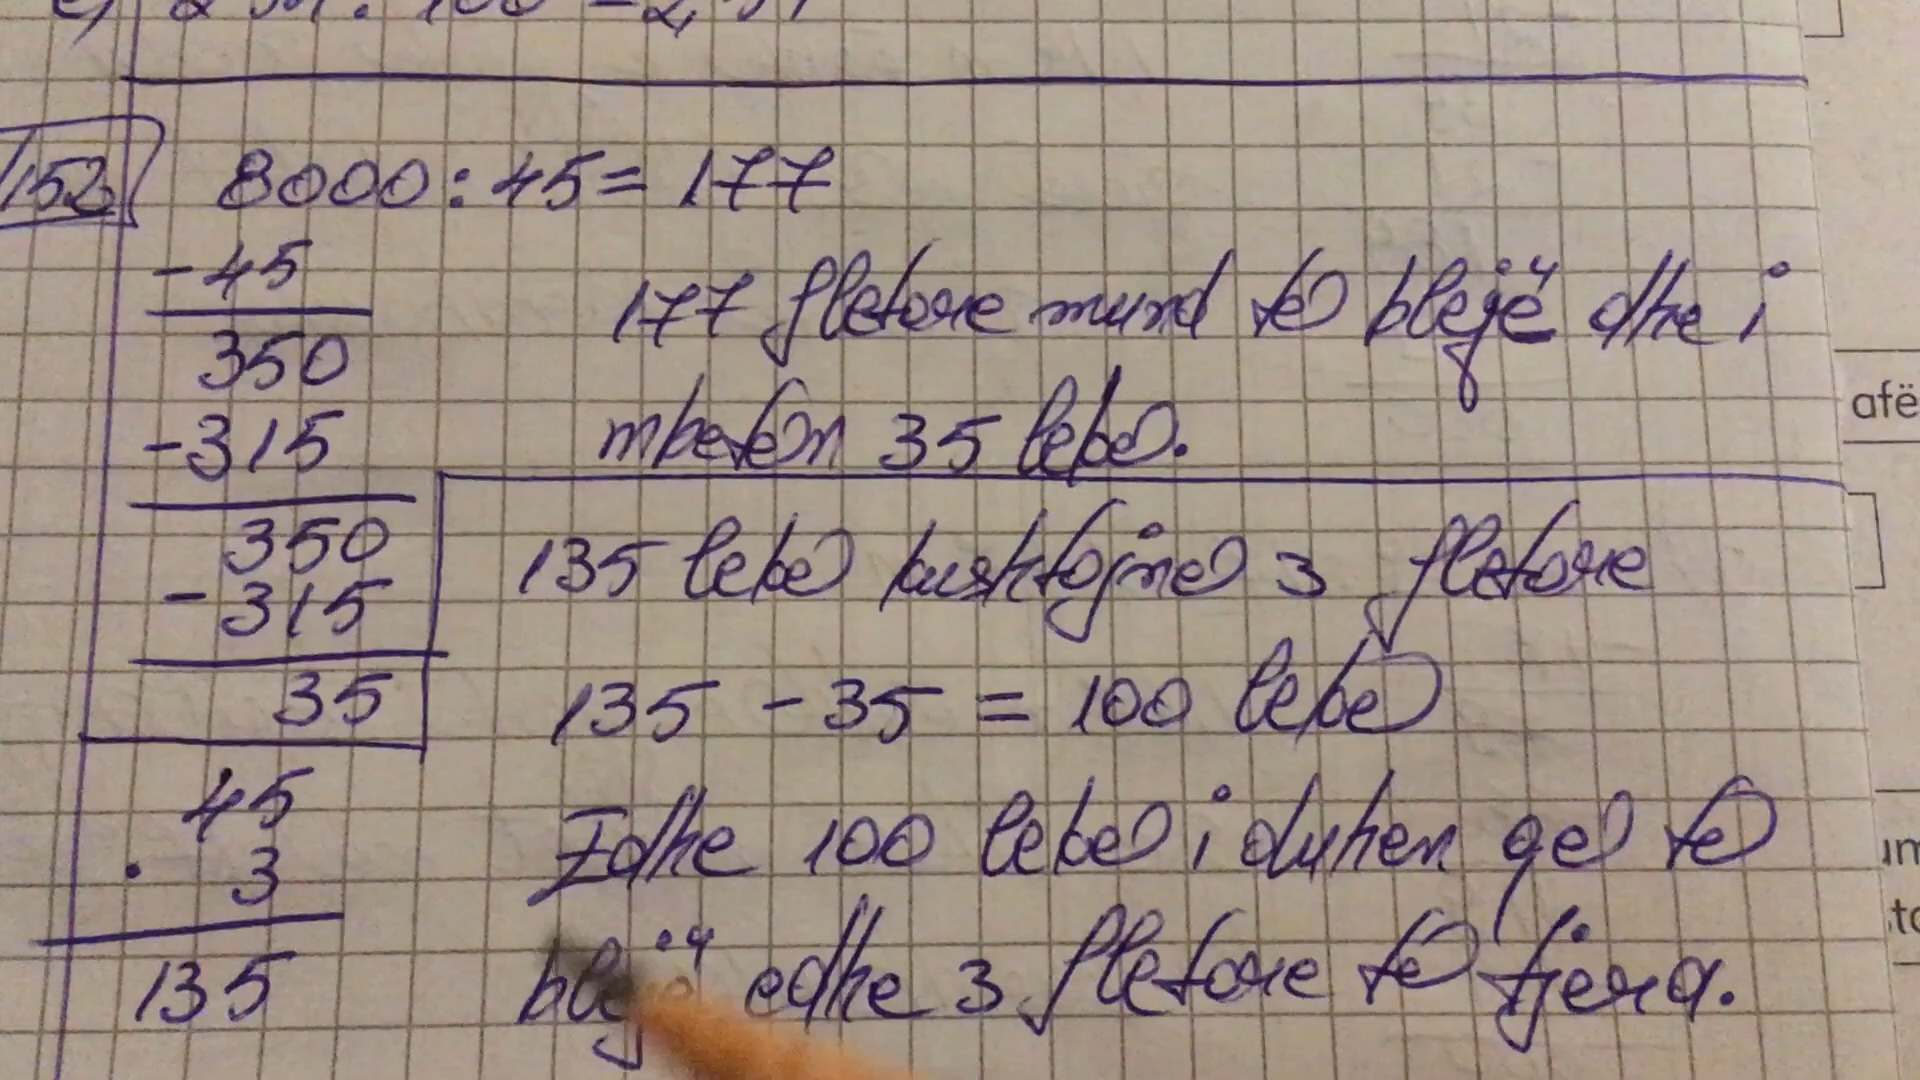 152 8000 : 45 = 177
- 45
350
- 315
350
- 315
35
177 fletore mund të blejë dhe i
mbeten 35 lekë.
135 lekë kushtojnë 3 fletore
135 - 35 = 100 lekë
Edhe 100 lekë i duhen që të
blejë edhe 3 fletore të tjera.
45
. 3
135
afë